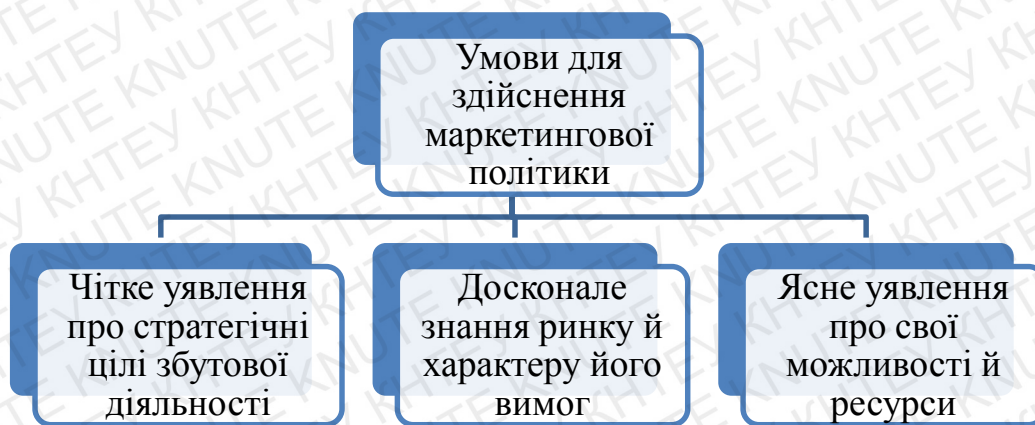 Умови для
здійснення
маркетингової
політики
Чітке уявлення
про стратегічні
цілі збутової
діяльності
Досконале
знання ринку й
характеру його
вимог
Ясне уявлення
про свої
можливості й
ресурси